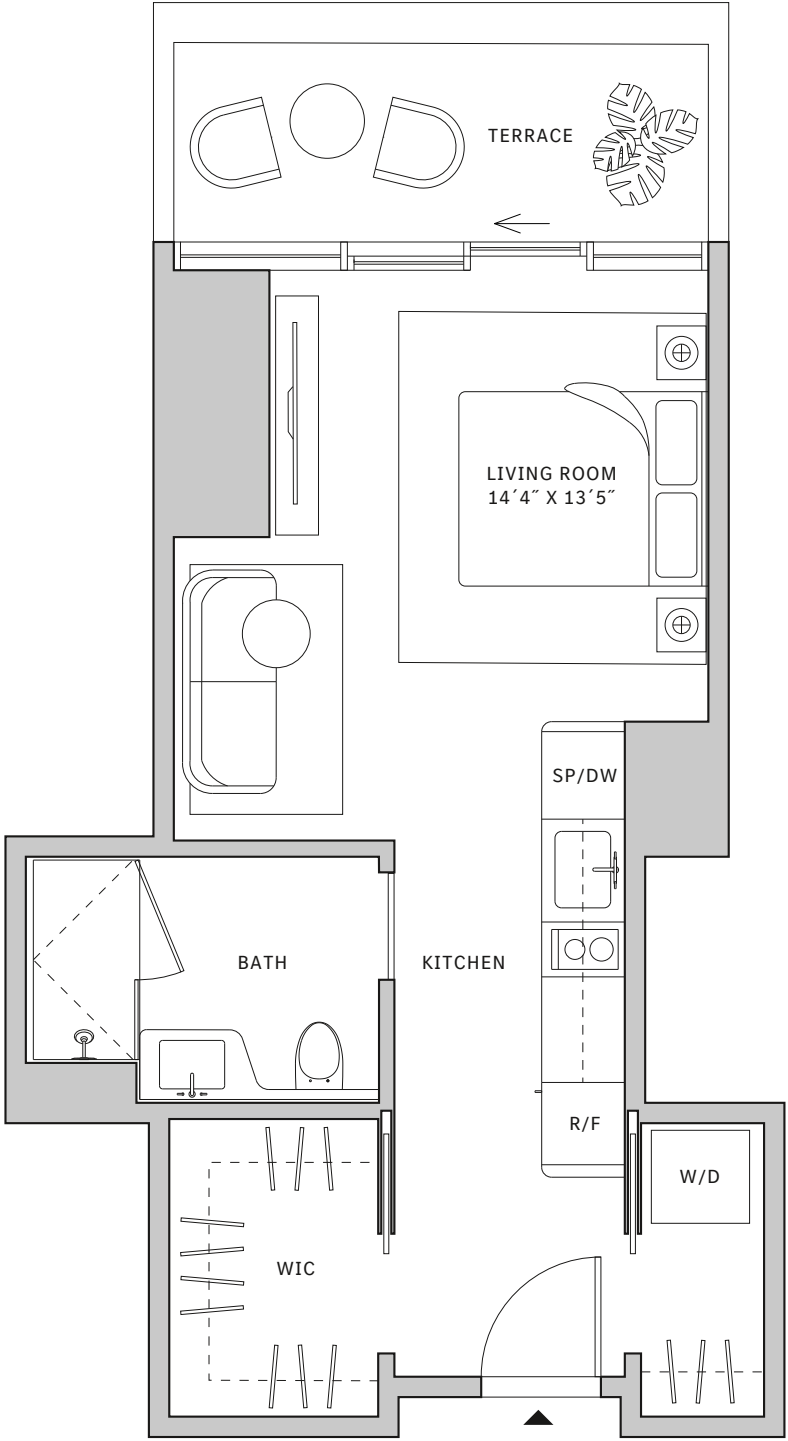 TERRACE
LIVING ROOM
14´4˝ X 13´5˝
SP/DW
BATH
KITCHEN
R/F
W/D
WIC